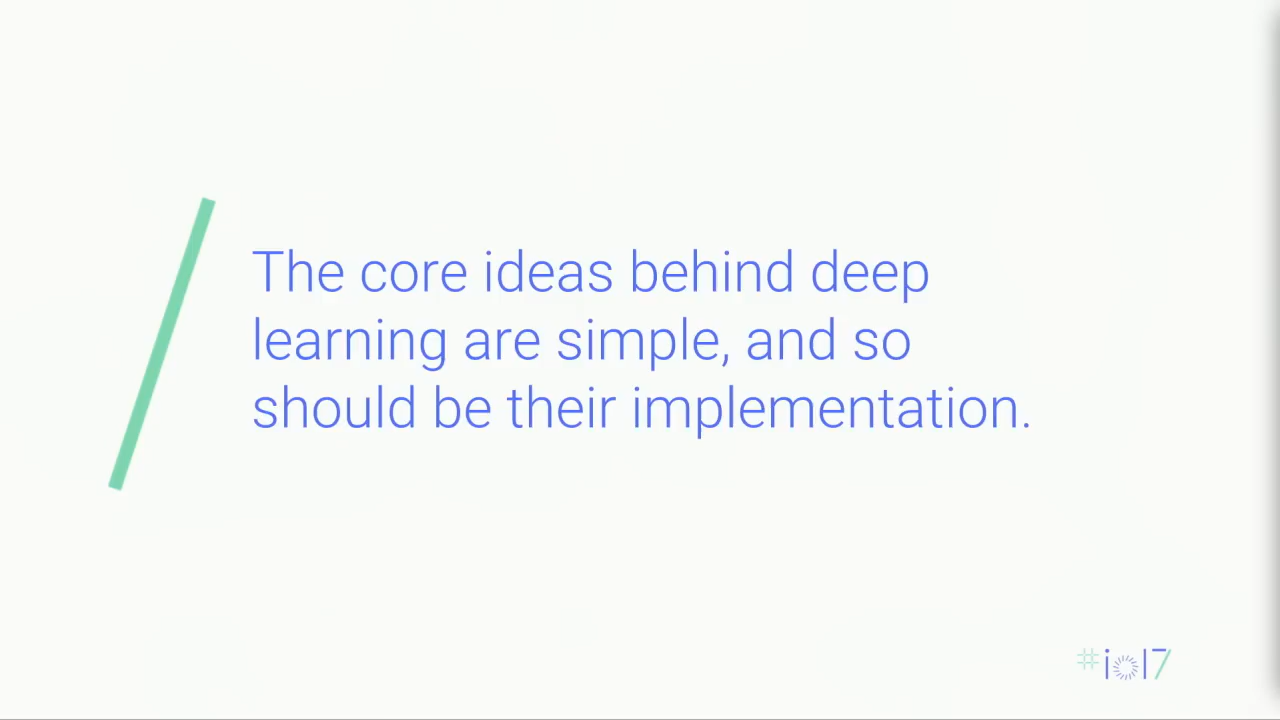 The core ideas behind deep
learning are simple, and so
should be their implementation.
#io17